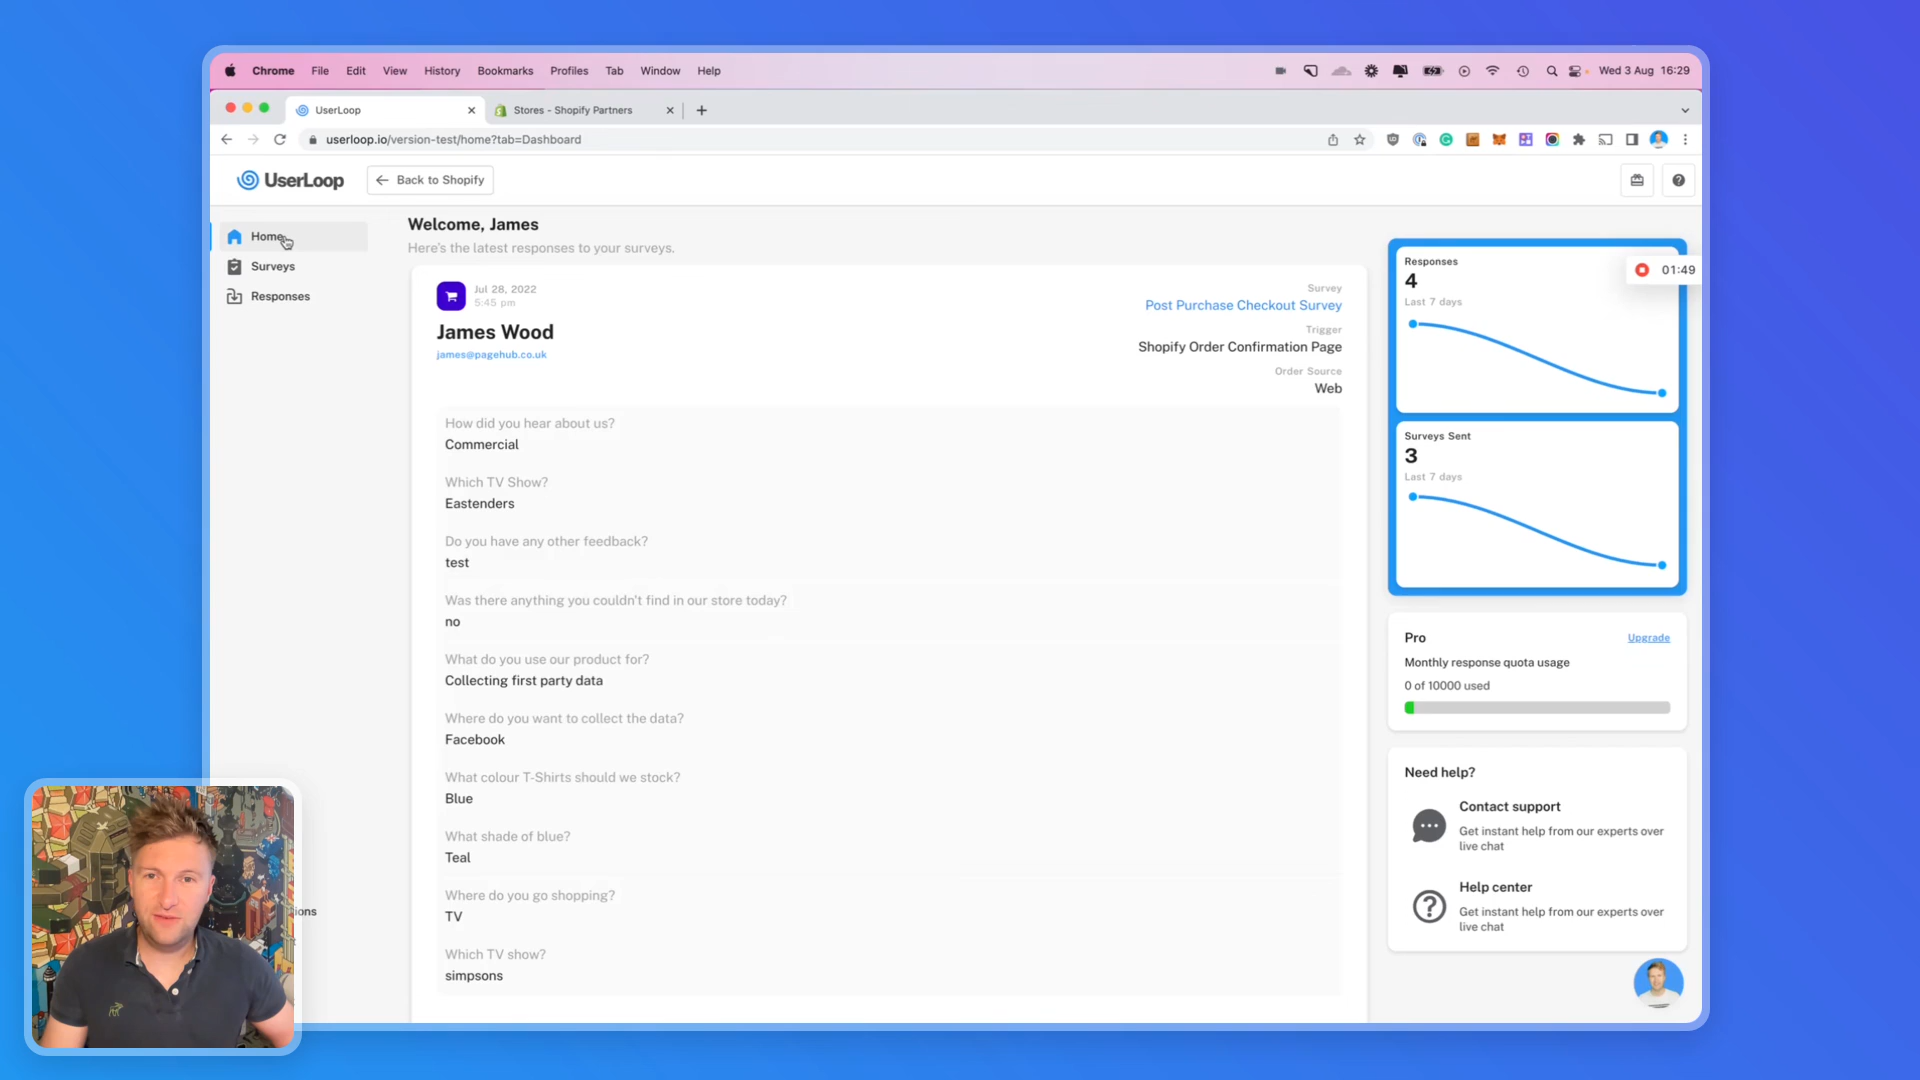 Chrome File Edit View History Bookmarks Profiles Tab Window Help
Wed 3 Aug 16:29
UserLoop
Stores - Shopify Partners
userloop.io/version-test/home?tab=Dashboard
UserLoop
Back to Shopify
Home
Surveys
Responses
ions
Welcome, James
Here's the latest responses to your surveys.
Jul 28, 2022
5:45 pm
James Wood
james@pagehub.co.uk
Survey
Post Purchase Checkout Survey
Trigger
Shopify Order Confirmation Page
Order Source
Web
How did you hear about us?
Commercial
Which TV Show?
Eastenders
Do you have any other feedback?
test
Was there anything you couldn't find in our store today?
no
What do you use our product for?
Collecting first party data
Where do you want to collect the data?
Facebook
What colour T-Shirts should we stock?
Blue
What shade of blue?
Teal
Where do you go shopping?
TV
Which TV show?
simpsons
Responses
4
Last 7 days
01:49
Surveys Sent
3
Last 7 days
Pro
Upgrade
Monthly response quota usage
0 of 10000 used
Need help?
Contact support
Get instant help from our experts over
live chat
Help center
Get instant help from our experts over
live chat